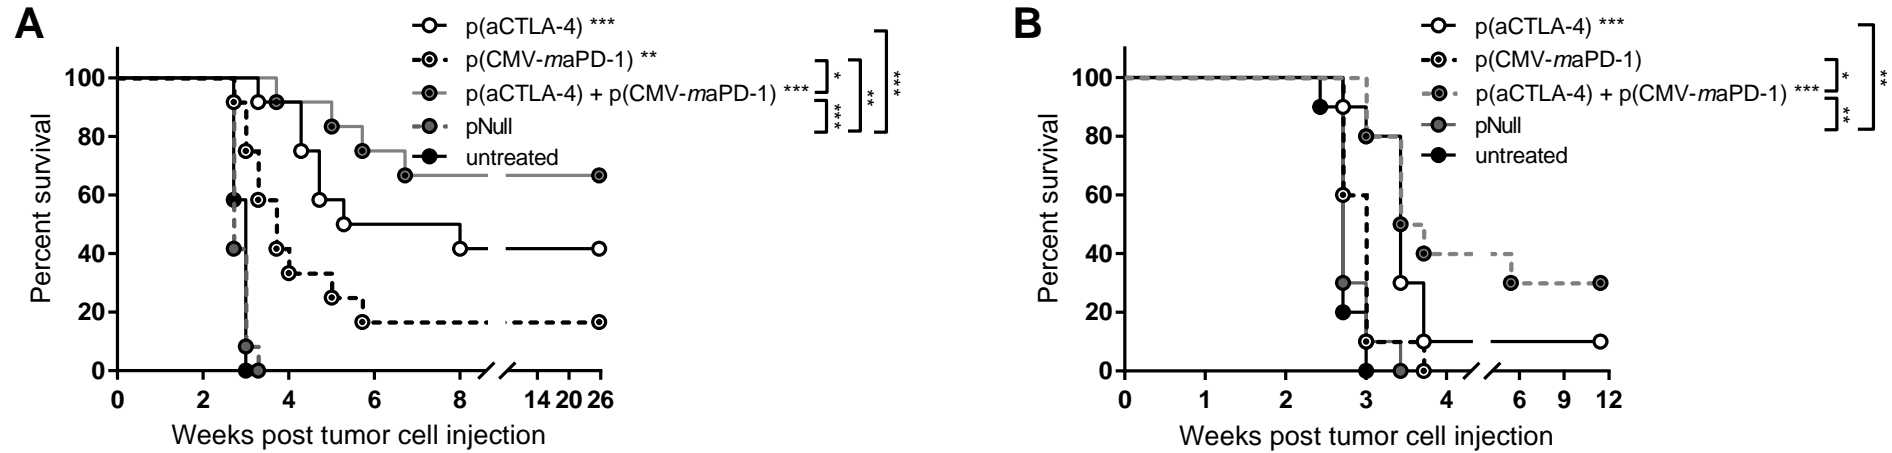 A
p(aCTLA-4) ***
p(CMV-maPD-1) **
p(aCTLA-4) + p(CMV-maPD-1) ***
pNull
untreated
*
***
**
***
Percent survival
100
80
60
40
20
0
0 2 4 6 8 14 20 26
Weeks post tumor cell injection
B
p(aCTLA-4) ***
p(CMV-maPD-1)
p(aCTLA-4) + p(CMV-maPD-1) ***
pNull
untreated
*
**
**
Percent survival
100
80
60
40
20
0
0 1 2 3 4 6 9 12
Weeks post tumor cell injection